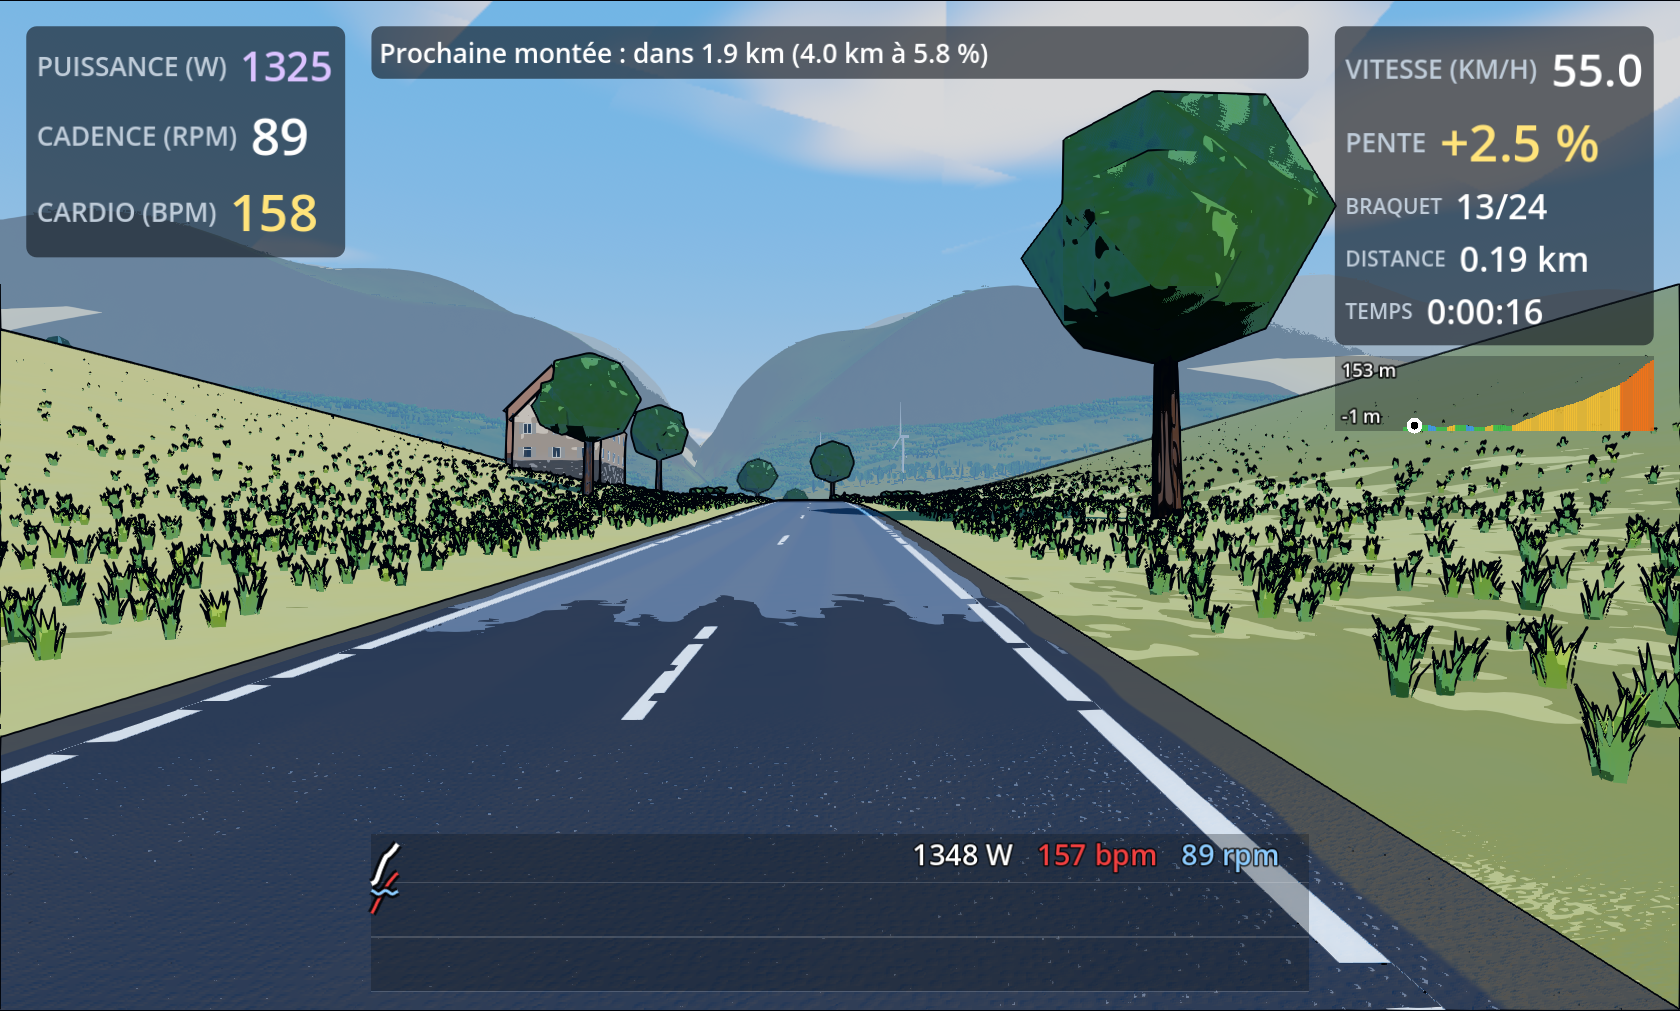 PUISSANCE (W) 1325
CADENCE (RPM) 89
CARDIO (BPM) 158
Prochaine montée : dans 1.9 km (4.0 km à 5.8 %)
VITESSE (KM/H) 55.0
PENTE +2.5 %
BRAQUET 13/24
DISTANCE 0.19 km
TEMPS 0:00:16
153 m
-1 m
1348 W 157 bpm 89 rpm